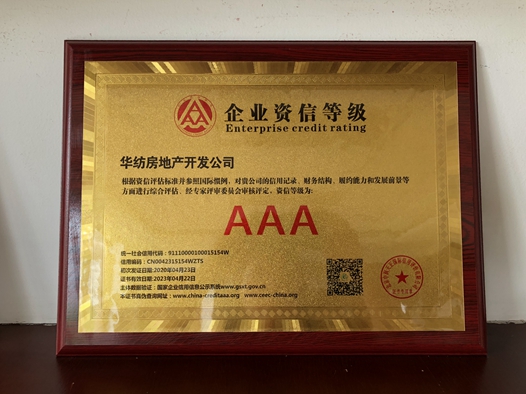 企业资信等级
Enterprise credit rating
华纺房地产开发公司
根据资信评估标准并参照国际惯例，对贵公司的信用记录、财务结构、履约能力和发展前景等
方面进行综合评估、经专家评审委员会审核评定，资信等级为：
AAA
统一社会信用代码：91110000100015154W
信用编码：CN0042315154WZTS
初次发证日期：2020年04月23日
证书有效日期：2023年04月22日
主体数据验证：国家企业信用信息公示系统www.gsxt.gov.cn
本证书真伪查询网址：www.china-creditaaa.org www.ceec-china.org